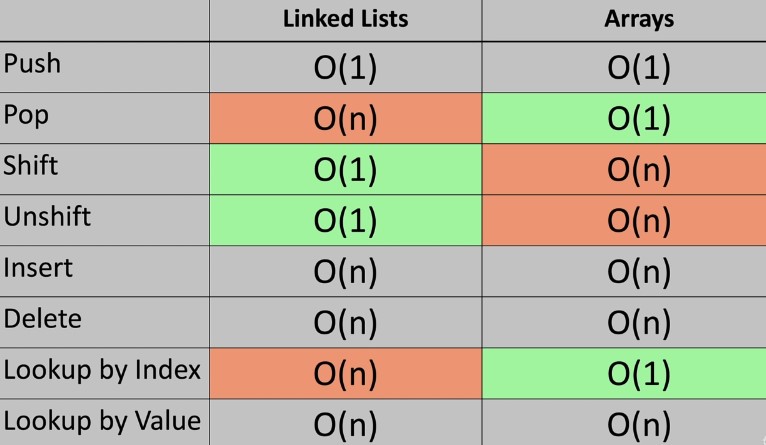 Linked Lists Arrays
Push O(1) O(1)
Pop O(n) O(1)
Shift O(1) O(n)
Unshift O(1) O(n)
Insert O(n) O(n)
Delete O(n) O(n)
Lookup by Index O(n) O(1)
Lookup by Value O(n) O(n)